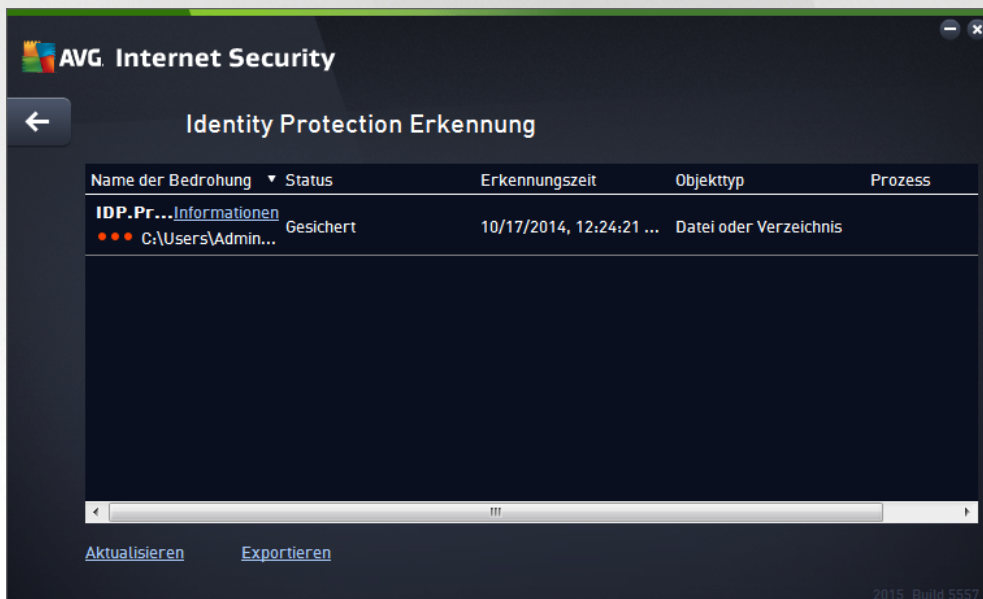 AVG. Internet Security
Identity Protection Erkennung
Name der Bedrohung Status Erkennungszeit Objekttyp Prozess
IDP.Pr...Informationen
Gesichert 10/17/2014, 12:24:21 ... Datei oder Verzeichnis
C:\Users\Admin...
Aktualisieren Exportieren
2015 Build 5557